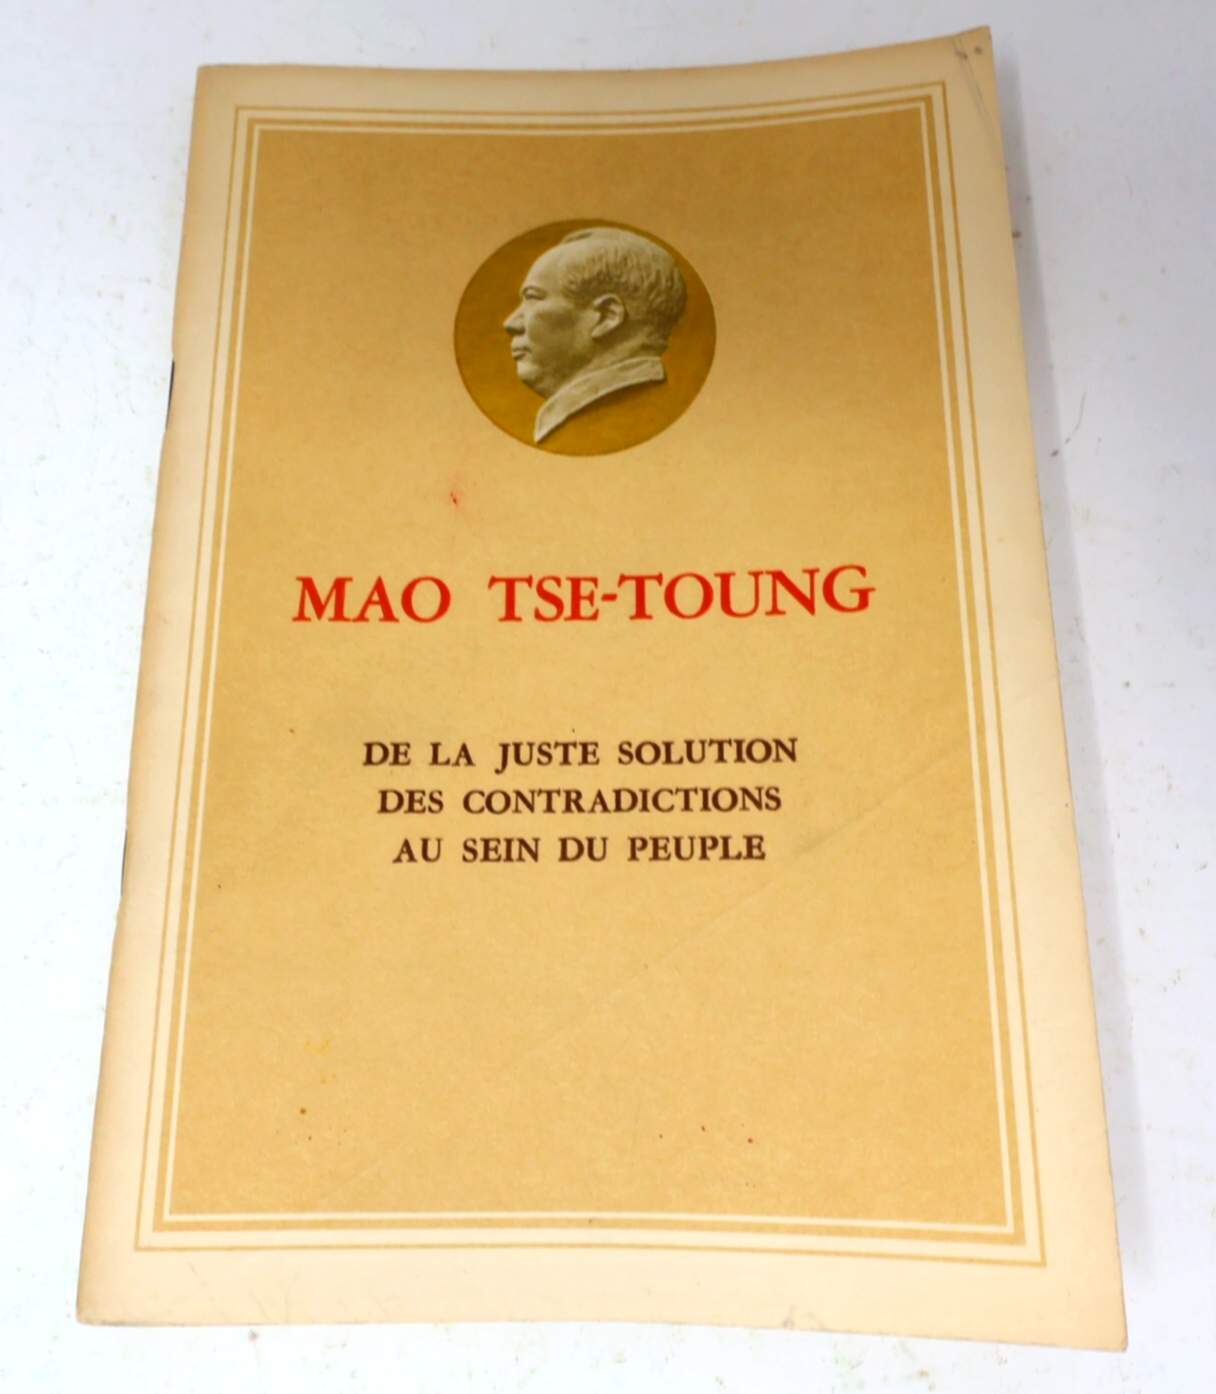 MAO TSE-TOUNG
DE LA JUSTE SOLUTION
DES CONTRADICTIONS
AU SEIN DU PEUPLE